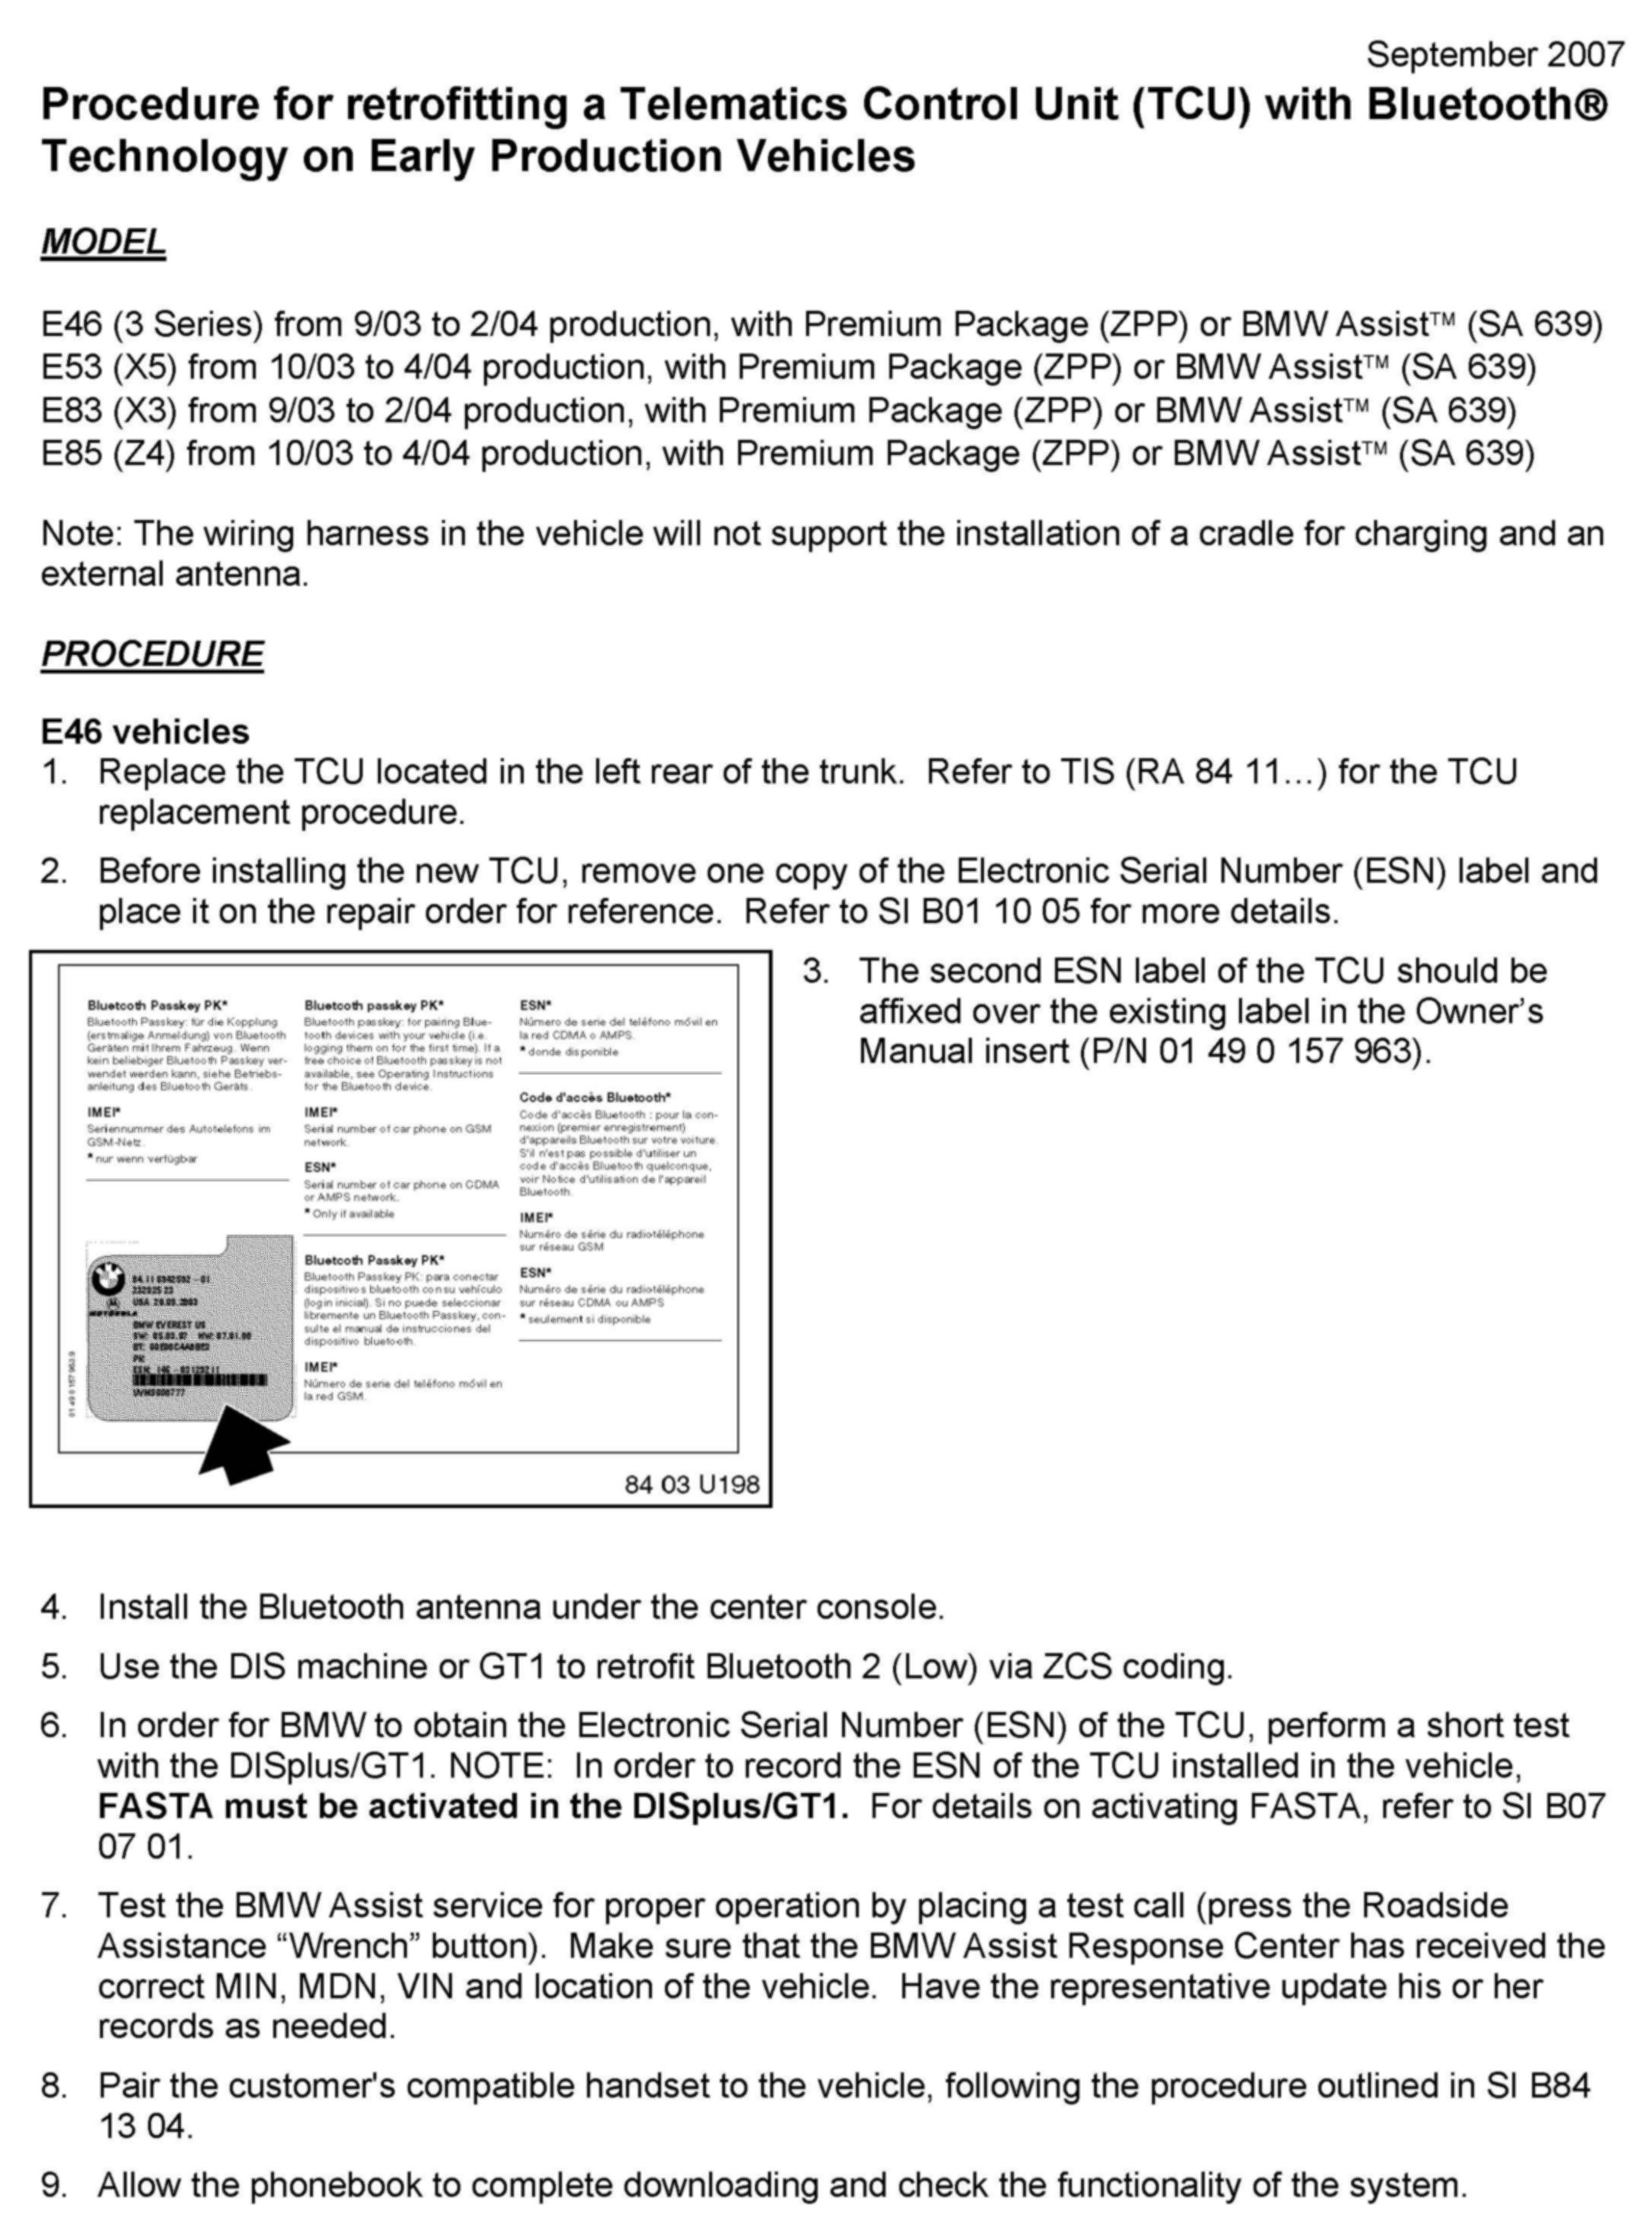 September 2007
Procedure for retrofitting a Telematics Control Unit (TCU) with Bluetooth®
Technology on Early Production Vehicles
MODEL
E46 (3 Series) from 9/03 to 2/04 production, with Premium Package (ZPP) or BMW Assist™ (SA 639)
E53 (X5) from 10/03 to 4/04 production, with Premium Package (ZPP) or BMW Assist™ (SA 639)
E83 (X3) from 9/03 to 2/04 production, with Premium Package (ZPP) or BMW Assist™ (SA 639)
E85 (Z4) from 10/03 to 4/04 production, with Premium Package (ZPP) or BMW Assist™ (SA 639)
Note: The wiring harness in the vehicle will not support the installation of a cradle for charging and an
external antenna.
PROCEDURE
E46 vehicles
1. Replace the TCU located in the left rear of the trunk. Refer to TIS (RA 84 11…) for the TCU
replacement procedure.
2. Before installing the new TCU, remove one copy of the Electronic Serial Number (ESN) label and
place it on the repair order for reference. Refer to SI B01 10 05 for more details.
Bluetooth Passkey PK*
Bluetooth Passkey: für die Kopplung
(erstmalige Anmeldung) von Bluetooth
Geräten mit Ihrem Fahrzeug. Wenn
kein beliebiger Bluetooth Passkey ver-
wendet werden kann, siehe Betriebs-
anleitung des Bluetooth Geräts.
IMEI*
Seriennummer des Autotelefons im
GSM-Netz.
* nur wenn verfügbar
84.11 
USA 
MOTOROLA
BMW EVEREST US
PK:
01 49 0 157 963 9
Bluetooth passkey PK*
Bluetooth passkey: for pairing Blue-
tooth devices with your vehicle (i.e.
logging them on for the first time). If a
free choice of Bluetooth passkey is not
available, see Operating Instructions
for the Bluetooth device.
IMEI*
Serial number of car phone on GSM
network.
ESN*
Serial number of car phone on CDMA
or AMPS network.
* Only if available
Bluetooth Passkey PK*
Bluetooth Passkey PK: para conectar
dispositivos bluetooth con su vehículo
(login inicial). Si no puede seleccionar
libremente un Bluetooth Passkey, con-
sulte el manual de instrucciones del
dispositivo bluetooth.
IMEI*
Número de serie del teléfono móvil en
la red GSM.
ESN*
Número de serie del teléfono móvil en
la red CDMA o AMPS.
* donde disponible
Code d'accès Bluetooth*
Code d'accès Bluetooth : pour la con-
nexion (premier enregistrement)
d'appareils Bluetooth sur votre voiture.
S'il n'est pas possible d'utiliser un
code d'accès Bluetooth quelconque,
voir Notice d'utilisation de l'appareil
Bluetooth.
IMEI*
Numéro de série du radiotéléphone
sur réseau GSM
ESN*
Numéro de série du radiotéléphone
sur réseau CDMA ou AMPS
* seulement si disponible
84 03 U198
3. The second ESN label of the TCU should be
affixed over the existing label in the Owner's
Manual insert (P/N 01 49 0 157 963).
4. Install the Bluetooth antenna under the center console.
5. Use the DIS machine or GT1 to retrofit Bluetooth 2 (Low) via ZCS coding.
6. In order for BMW to obtain the Electronic Serial Number (ESN) of the TCU, perform a short test
with the DISplus/GT1. NOTE: In order to record the ESN of the TCU installed in the vehicle,
FASTA must be activated in the DISplus/GT1. For details on activating FASTA, refer to SI B07
07 01.
7. Test the BMW Assist service for proper operation by placing a test call (press the Roadside
Assistance “Wrench” button). Make sure that the BMW Assist Response Center has received the
correct MIN, MDN, VIN and location of the vehicle. Have the representative update his or her
records as needed.
8. Pair the customer's compatible handset to the vehicle, following the procedure outlined in SI B84
13 04.
9. Allow the phonebook to complete downloading and check the functionality of the system.